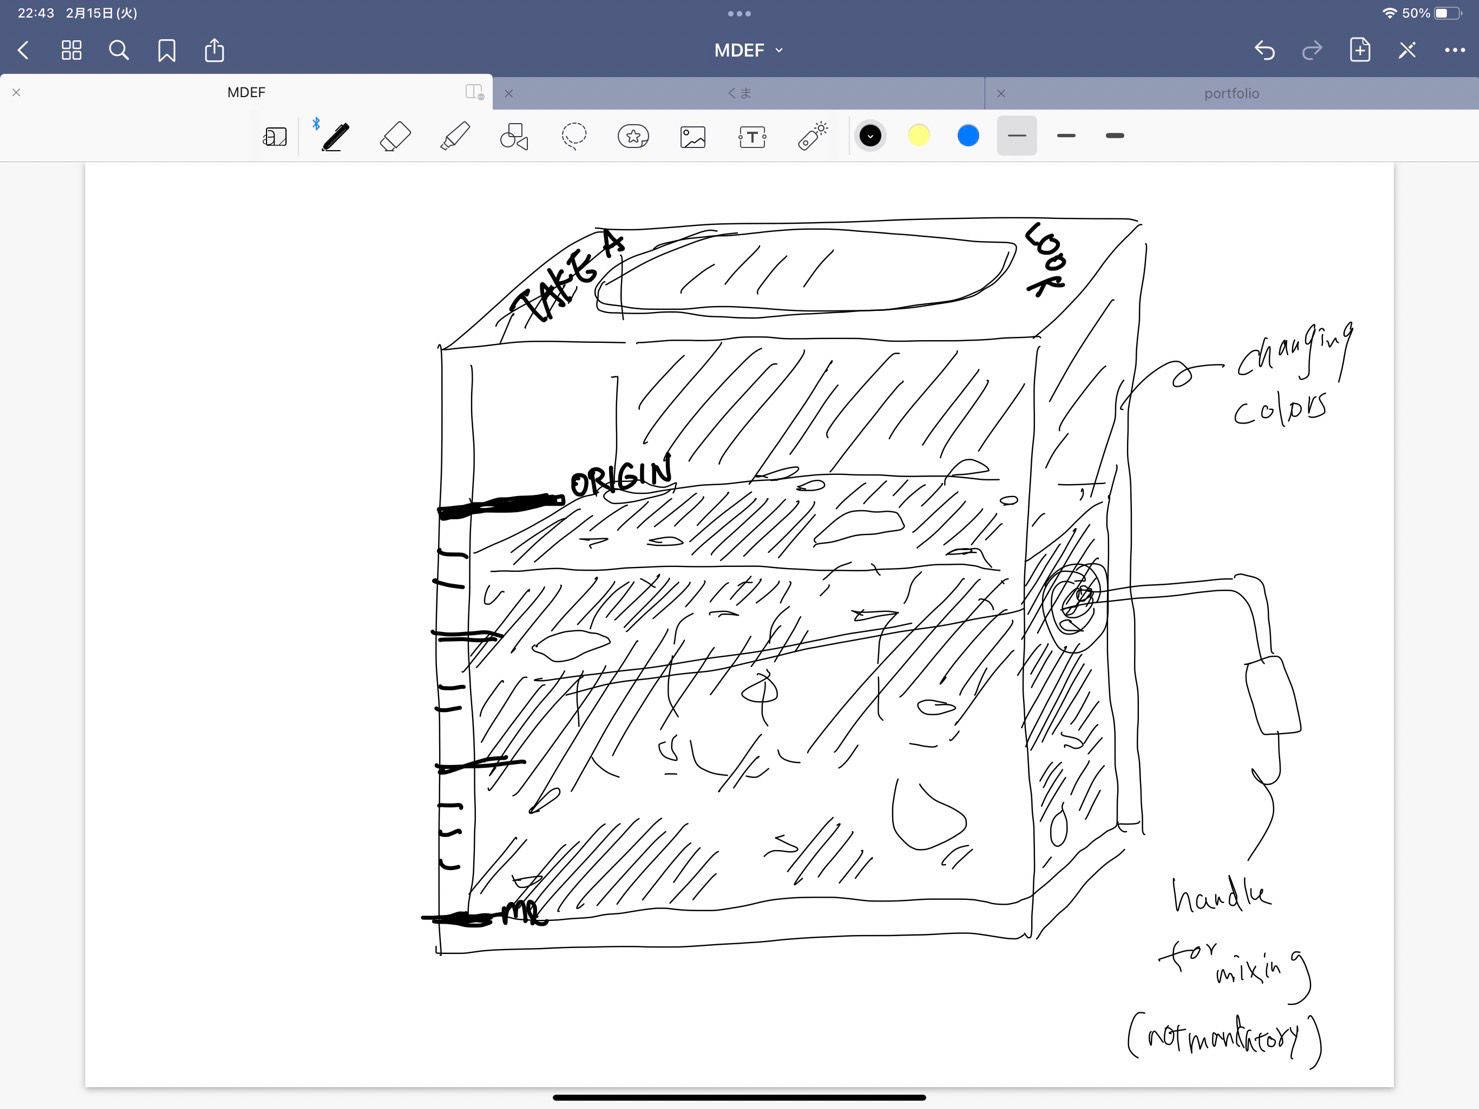 22:43 2月15日(火)
50%
MDEF
MDEF
くま
portfolio
T
TAKE A
LOOK
changing
colors
ORIGIN
handle
for
mixing
(not mandatory)